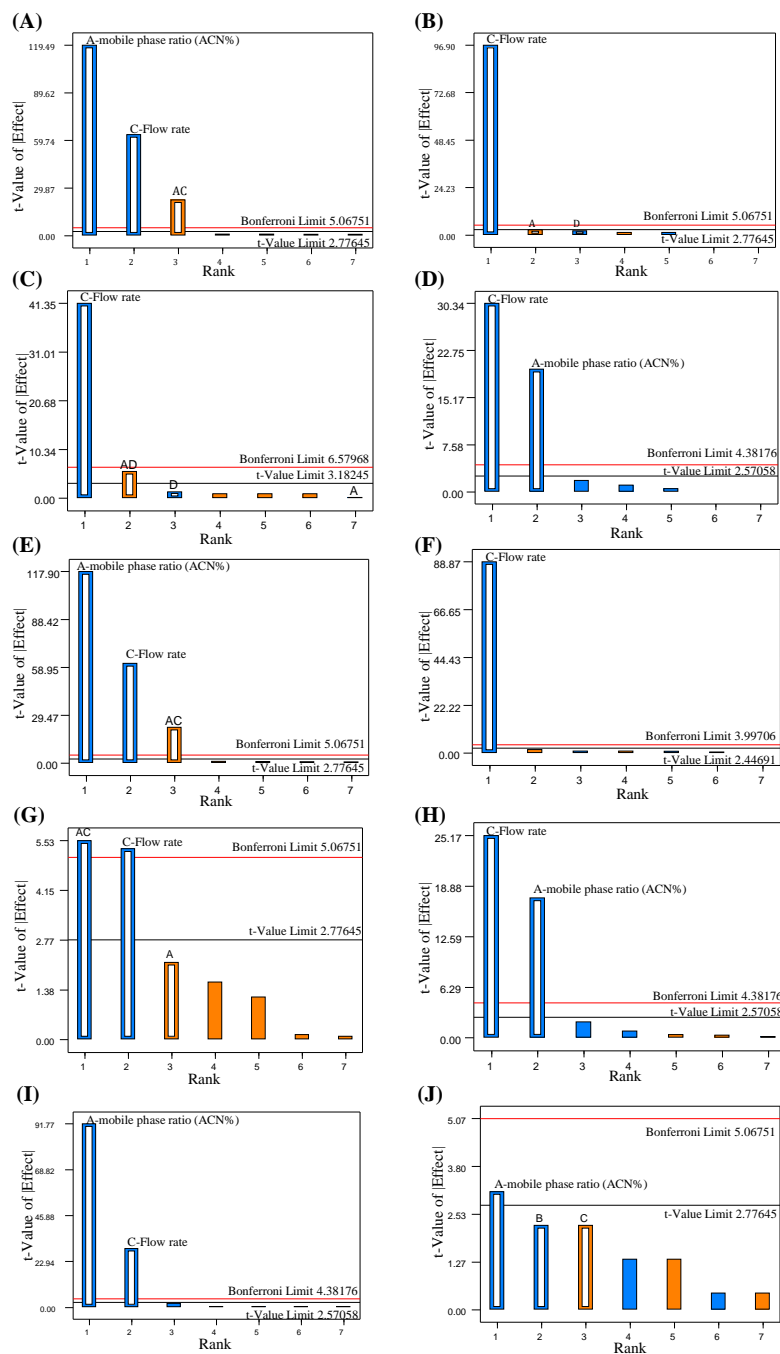 (A)
A-mobile phase ratio (ACN%)
119.49
89.62
C-Flow rate
59.74
AC
29.87
Bonferroni Limit 5.06751
0.00
t-Value Limit 2.77645
1 2 3 4 5 6 7
Rank
t-Value of |Effect|
(B)
C-Flow rate
96.90
72.68
48.45
24.23
Bonferroni Limit 5.06751
A D
0.00
t-Value Limit 2.77645
1 2 3 4 5 6 7
Rank
t-Value of |Effect|
(C)
C-Flow rate
41.35
31.01
20.68
10.34
Bonferroni Limit 6.57968
AD
t-Value Limit 3.18245
D
A
0.00
1 2 3 4 5 6 7
Rank
t-Value of |Effect|
(D)
C-Flow rate
30.34
22.75
A-mobile phase ratio (ACN%)
15.17
7.58
Bonferroni Limit 4.38176
t-Value Limit 2.57058
0.00
1 2 3 4 5 6 7
Rank
t-Value of |Effect|
(E)
A-mobile phase ratio (ACN%)
117.90
88.42
C-Flow rate
58.95
29.47
AC
Bonferroni Limit 5.06751
0.00
t-Value Limit 2.77645
1 2 3 4 5 6 7
Rank
t-Value of |Effect|
(F)
C-Flow rate
88.87
66.65
44.43
22.22
Bonferroni Limit 3.99706
0.00
t-Value Limit 2.44691
1 2 3 4 5 6 7
Rank
t-Value of |Effect|
(G)
AC
C-Flow rate
5.53
Bonferroni Limit 5.06751
4.15
t-Value Limit 2.77645
2.77
A
1.38
0.00
1 2 3 4 5 6 7
Rank
t-Value of |Effect|
(H)
C-Flow rate
25.17
18.88
A-mobile phase ratio (ACN%)
12.59
6.29
Bonferroni Limit 4.38176
t-Value Limit 2.57058
0.00
1 2 3 4 5 6 7
Rank
t-Value of |Effect|
(I)
A-mobile phase ratio (ACN%)
91.77
68.82
45.88
C-Flow rate
22.94
Bonferroni Limit 4.38176
0.00
t-Value Limit 2.57058
1 2 3 4 5 6 7
Rank
t-Value of |Effect|
(J)
5.07
Bonferroni Limit 5.06751
3.80
A-mobile phase ratio (ACN%)
t-Value Limit 2.77645
2.53
B C
1.27
0.00
1 2 3 4 5 6 7
Rank
t-Value of |Effect|